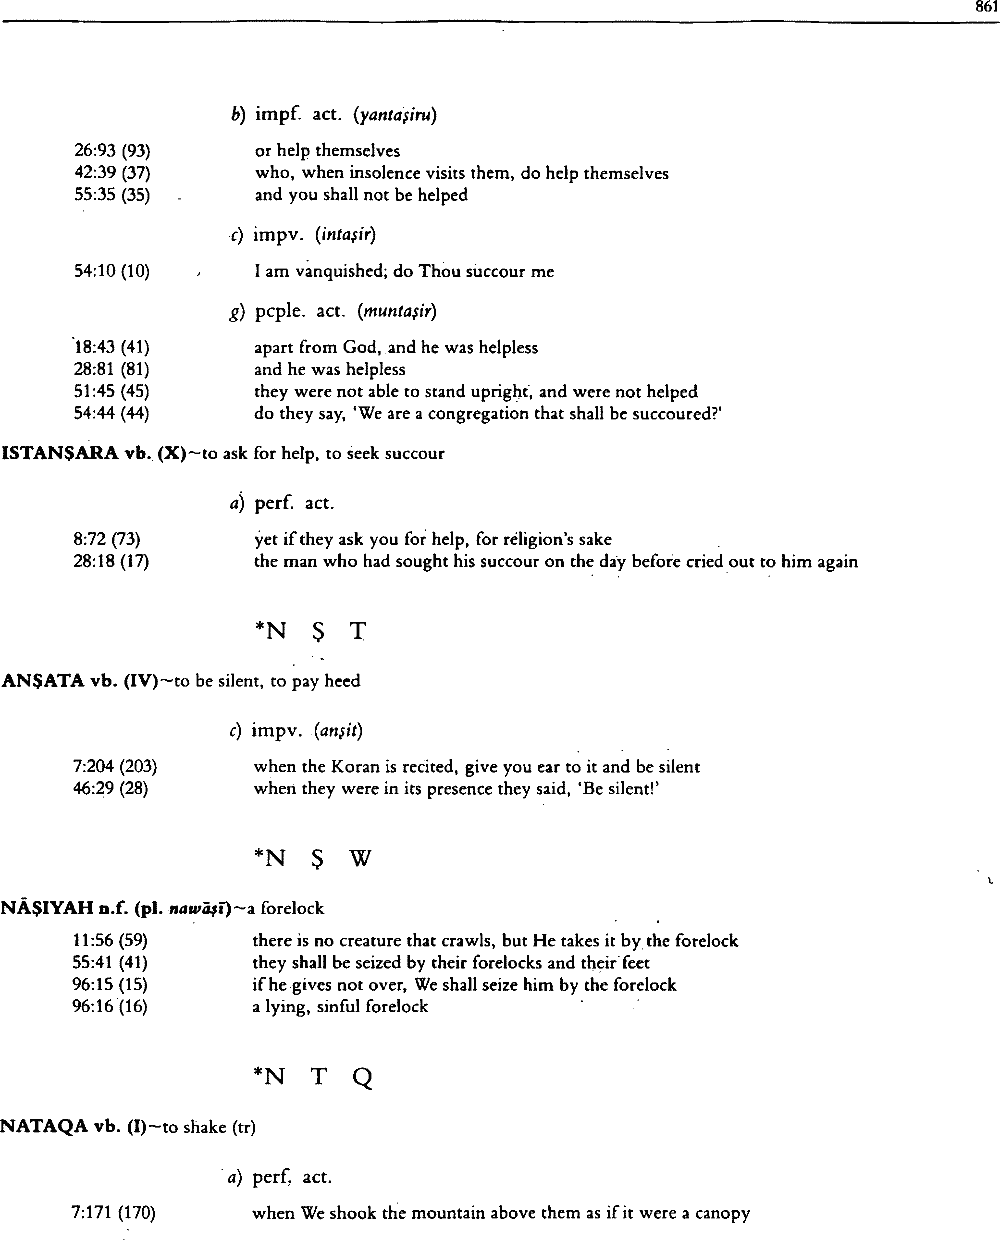 861
b) impf. act. (yantaṣiru)
26:93 (93) or help themselves
42:39 (37) who, when insolence visits them, do help themselves
55:35 (35) and you shall not be helped
c) impv. (intaṣir)
54:10 (10) I am vanquished; do Thou succour me
g) pcple. act. (muntaṣir)
18:43 (41) apart from God, and he was helpless
28:81 (81) and he was helpless
51:45 (45) they were not able to stand upright, and were not helped
54:44 (44) do they say, 'We are a congregation that shall be succoured?'
ISTANṢARA vb. (X)~to ask for help, to seek succour
a) perf. act.
8:72 (73) yet if they ask you for help, for religion's sake
28:18 (17) the man who had sought his succour on the day before cried out to him again
*N Ṣ T
ANṢATA vb. (IV)~to be silent, to pay heed
c) impv. (anṣit)
7:204 (203) when the Koran is recited, give you ear to it and be silent
46:29 (28) when they were in its presence they said, 'Be silent!'
*N Ṣ W
NĀṢIYAH n.f. (pl. nawāṣī)~a forelock
11:56 (59) there is no creature that crawls, but He takes it by the forelock
55:41 (41) they shall be seized by their forelocks and their feet
96:15 (15) if he gives not over, We shall seize him by the forelock
96:16 (16) a lying, sinful forelock
*N T Q
NATAQA vb. (I)~to shake (tr)
a) perf. act.
7:171 (170) when We shook the mountain above them as if it were a canopy